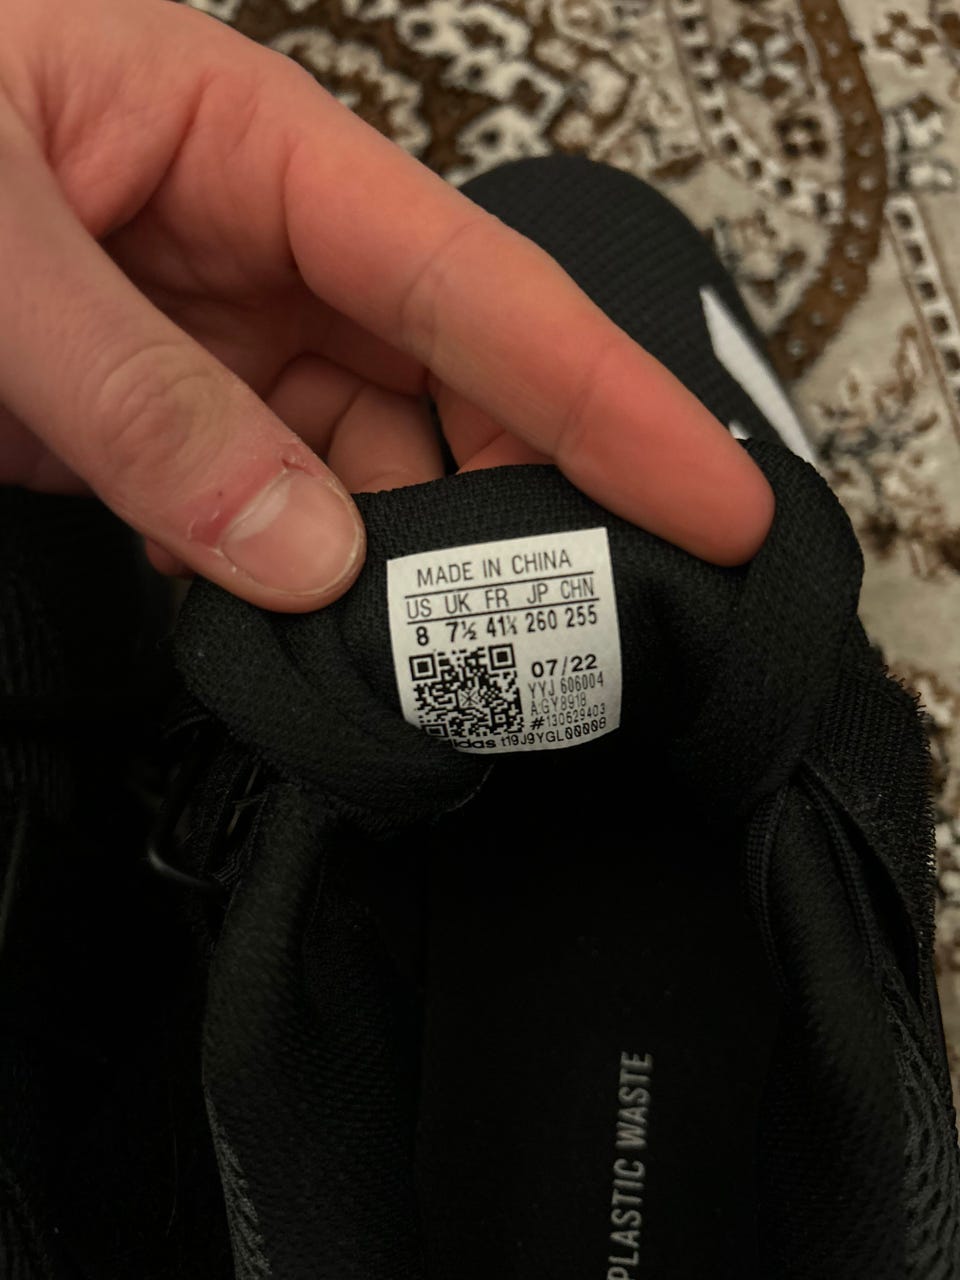 MADE IN CHINA
US UK FR JP CHN
8 7½ 41⅓ 260 255
07/22
YYJ 606004
A:GY8918
#130629403
t19J9YGL00008
PLASTIC WASTE